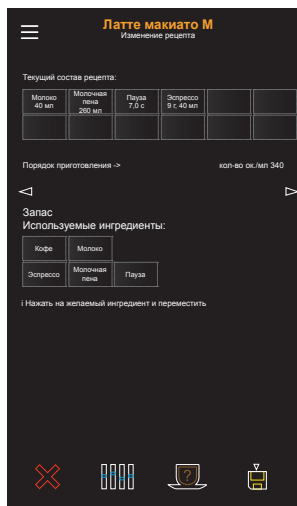 Латте макиато M
Изменение рецепта
Текущий состав рецепта:
Молоко
40 мл
Молочная
пена
260 мл
Пауза
7,0 с
Эспрессо
9 г, 40 мл
Порядок приготовления ->
кол-во ок./мл 340
Запас
Используемые ингредиенты:
Кофе
Молоко
Эспрессо
Молочная
пена
Пауза
i Нажать на желаемый ингредиент и переместить
?